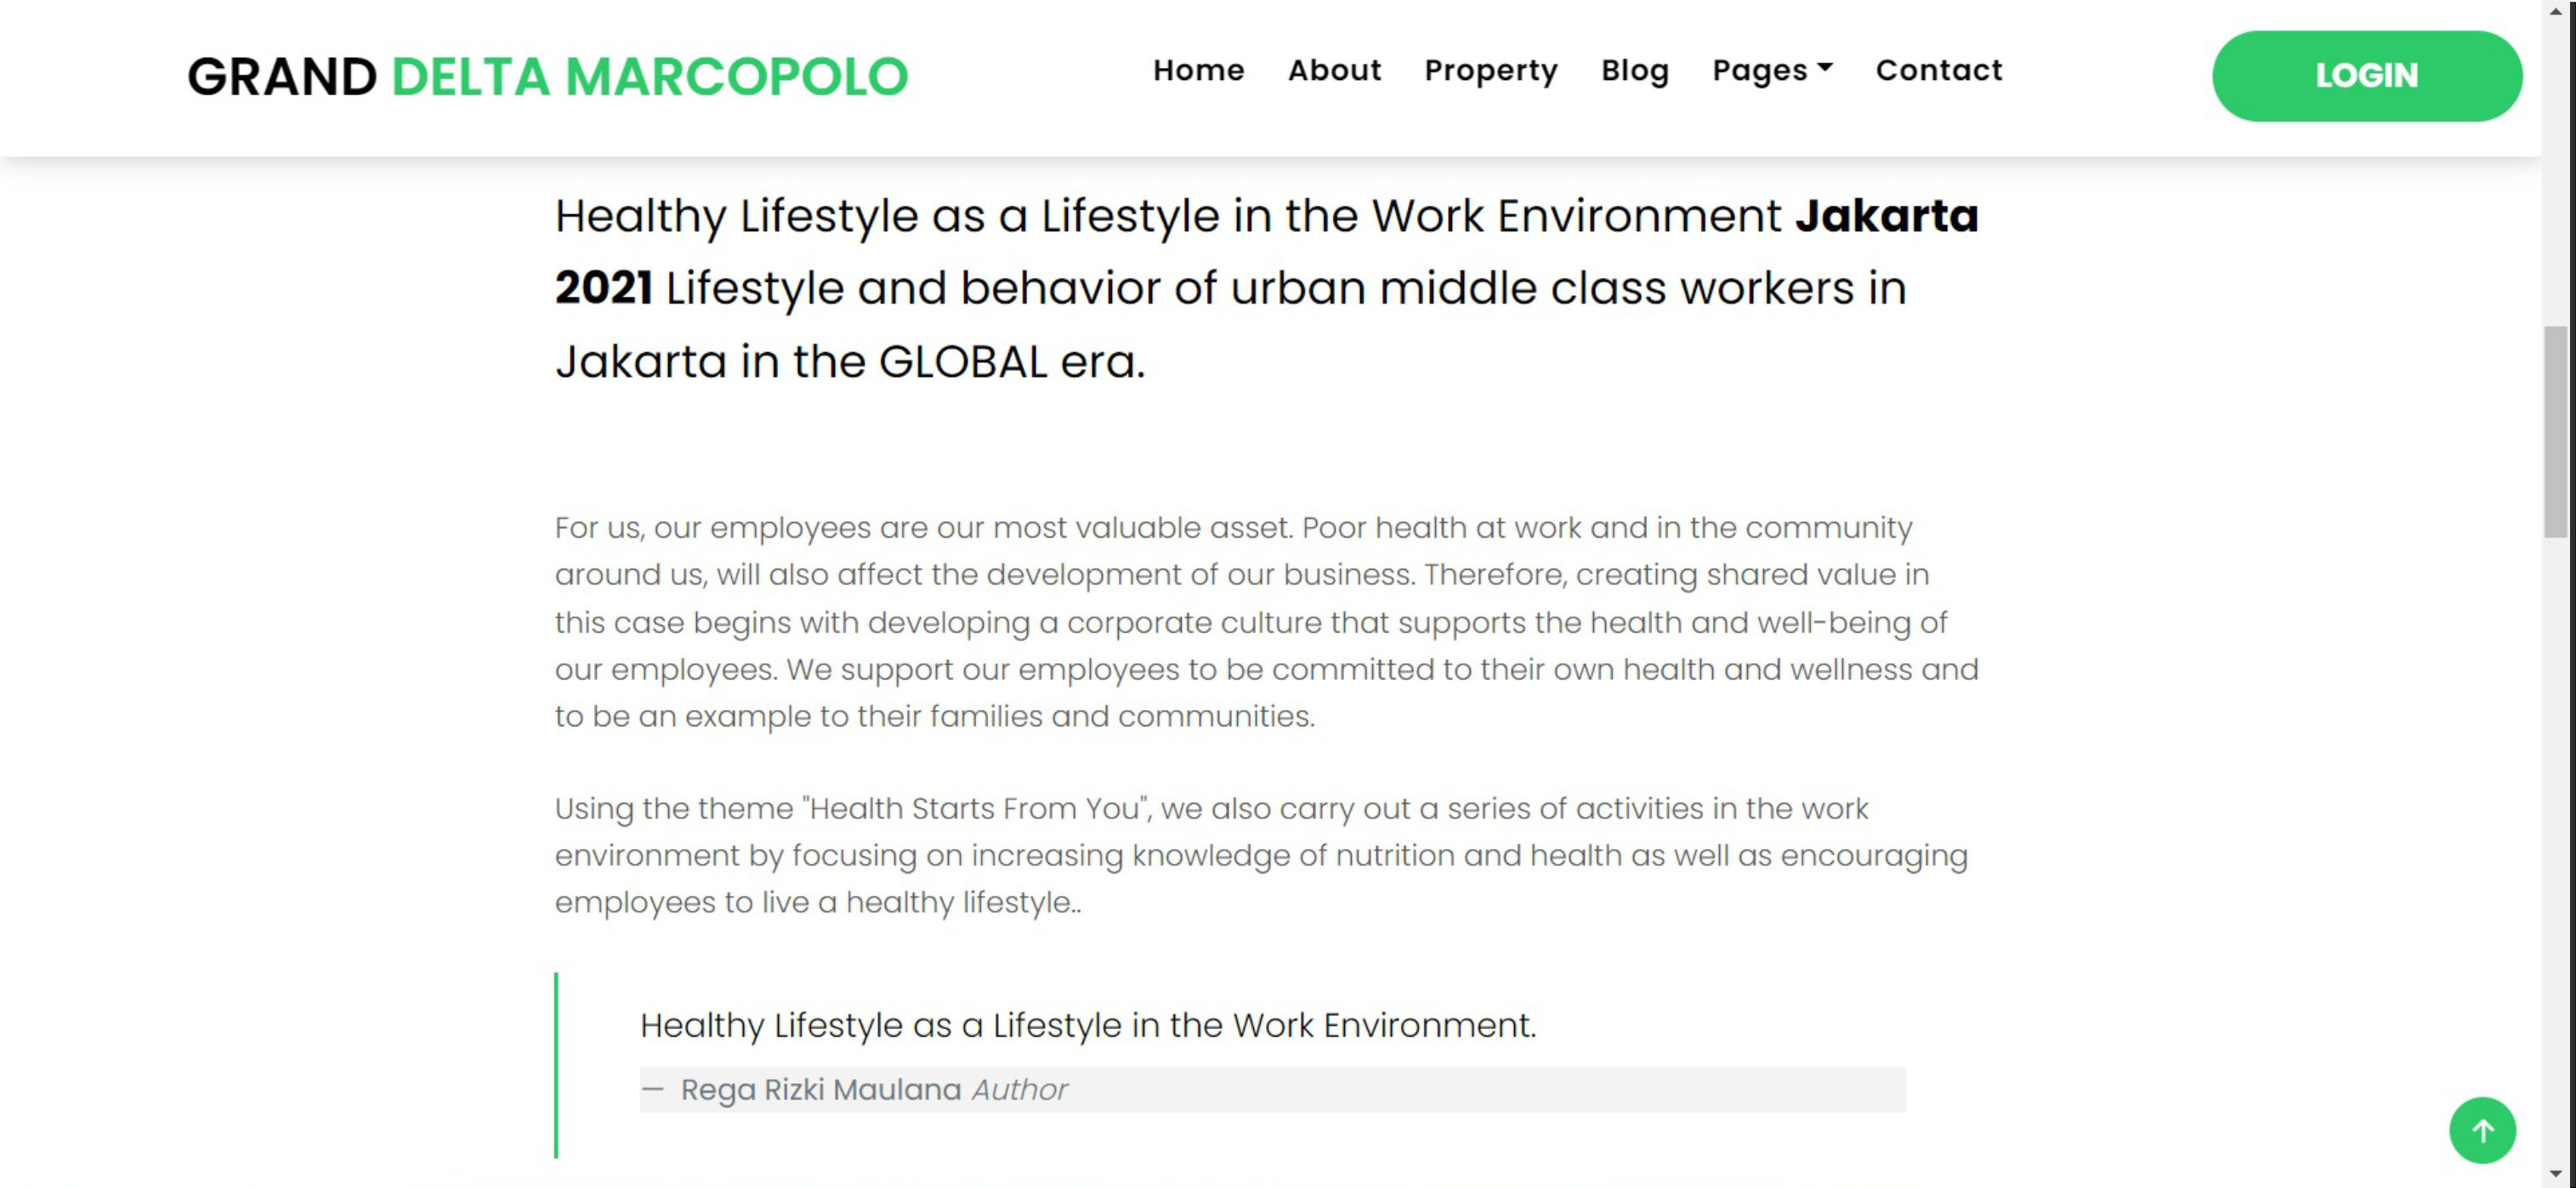 GRAND DELTA MARCOPOLO
Home About Property Blog Pages Contact
LOGIN
Healthy Lifestyle as a Lifestyle in the Work Environment Jakarta
2021 Lifestyle and behavior of urban middle class workers in
Jakarta in the GLOBAL era.
For us, our employees are our most valuable asset. Poor health at work and in the community
around us, will also affect the development of our business. Therefore, creating shared value in
this case begins with developing a corporate culture that supports the health and well-being of
our employees. We support our employees to be committed to their own health and wellness and
to be an example to their families and communities.
Using the theme "Health Starts From You", we also carry out a series of activities in the work
environment by focusing on increasing knowledge of nutrition and health as well as encouraging
employees to live a healthy lifestyle..
Healthy Lifestyle as a Lifestyle in the Work Environment.
— Rega Rizki Maulana Author